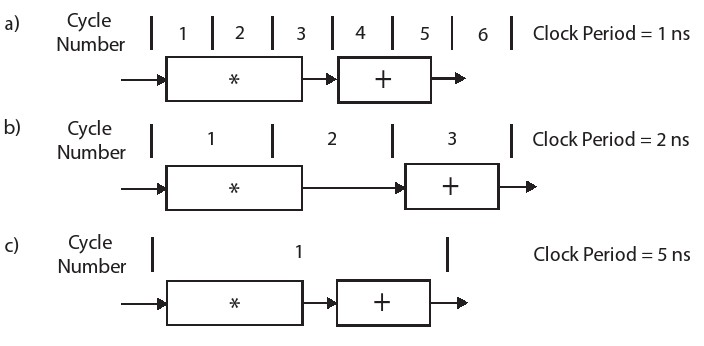 a) Cycle Number 1 2 3 4 5 6 Clock Period = 1 ns
* +
b) Cycle Number 1 2 3 Clock Period = 2 ns
* +
c) Cycle Number 1 Clock Period = 5 ns
* +